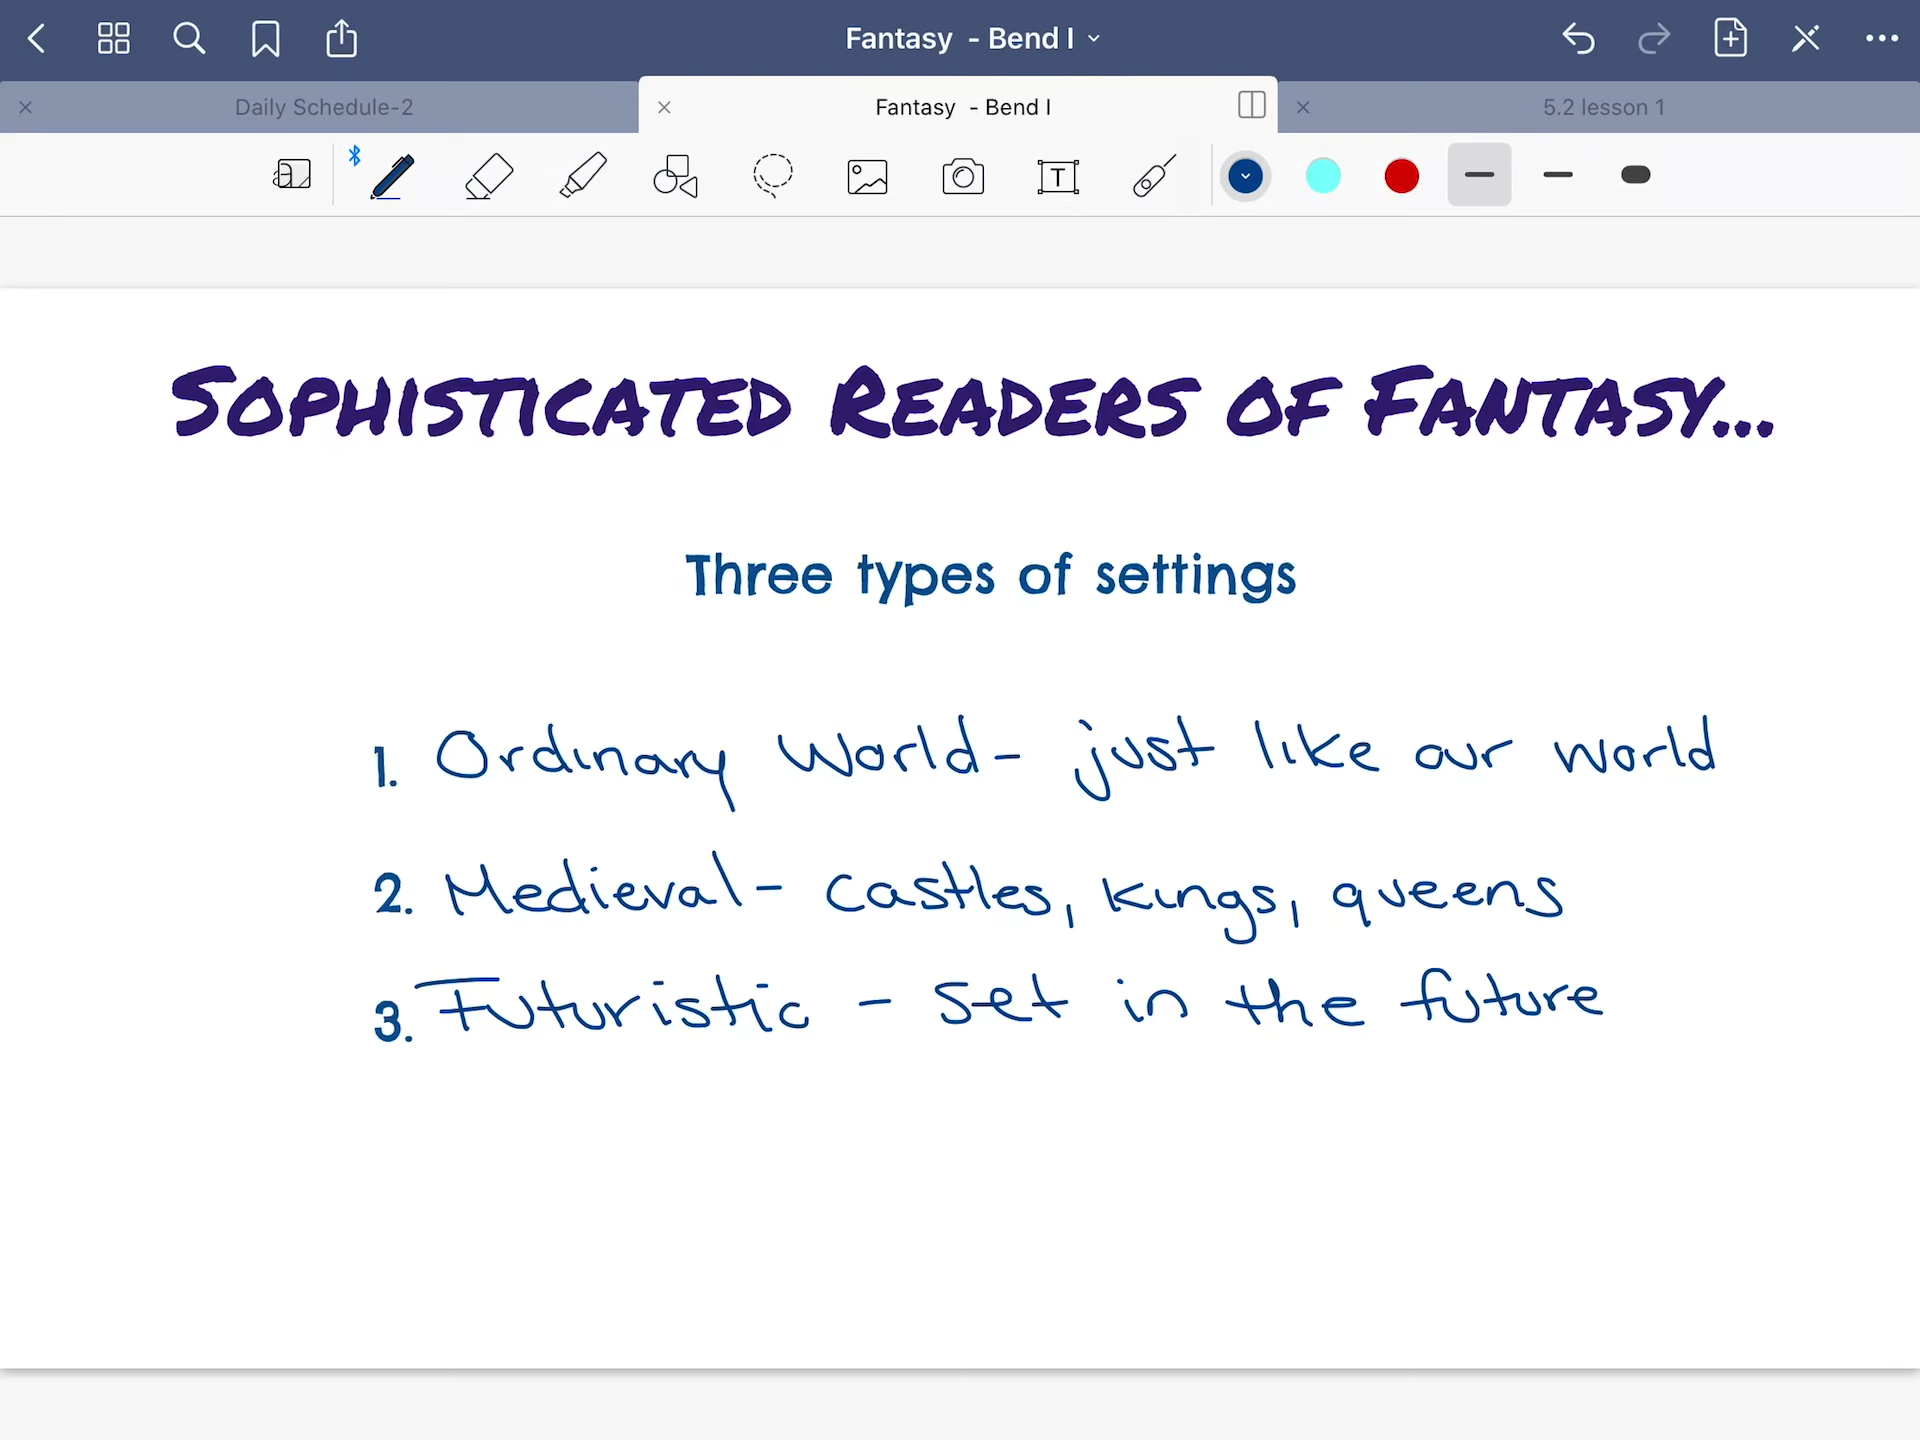 Fantasy - Bend I
Daily Schedule-2
Fantasy - Bend I
5.2 lesson 1
SOPHISTICATED READERS OF FANTASY...
Three types of settings
1. Ordinary World- just like our world
2. Medieval- castles, kings, queens
3. Futuristic - set in the future